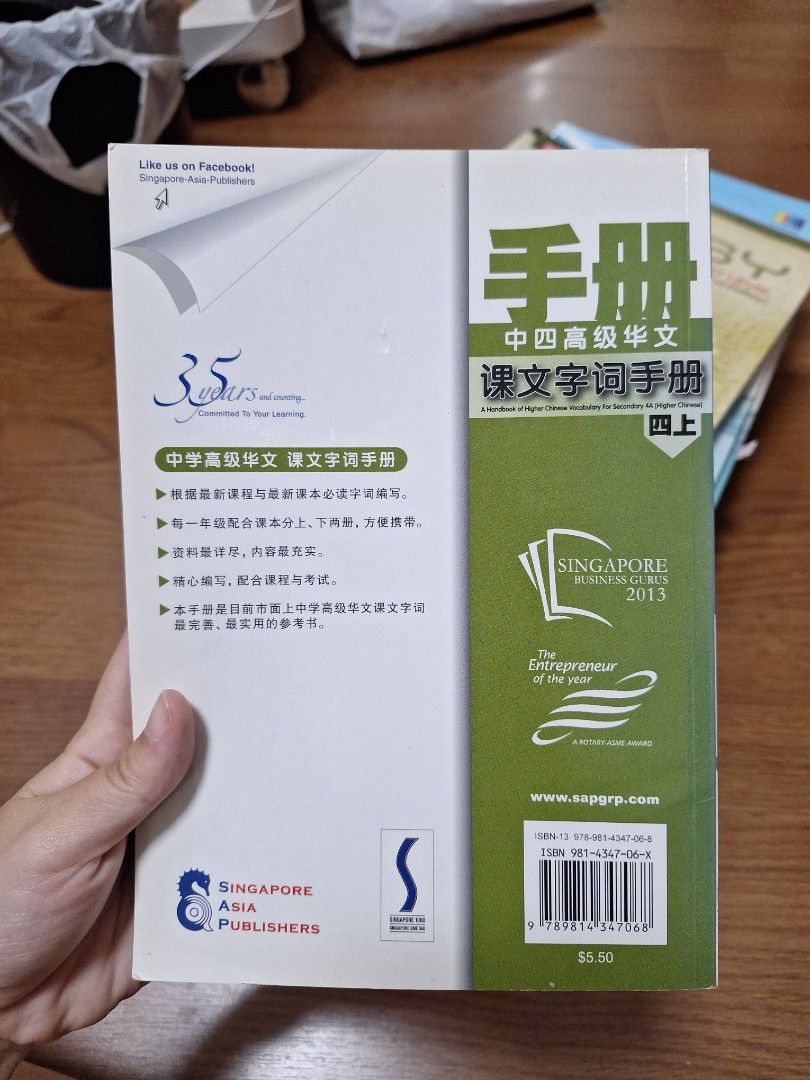 Like us on Facebook!
Singapore-Asia-Publishers
35 years and counting...
Committed To Your Learning.
中学高级华文 课文字词手册
根据最新课程与最新课本必读字词编写。
每一年级配合课本分上、下两册，方便携带。
资料最详尽，内容最充实。
精心编写，配合课程与考试。
本手册是目前市面上中学高级华文课文字词
最完善、最实用的参考书。
SINGAPORE
ASIA
PUBLISHERS
S
SINGAPORE 1000
SINGAPORE SME 500
手册
中四高级华文
课文字词手册
A Handbook of Higher Chinese Vocabulary For Secondary 4A (Higher Chinese)
四上
SINGAPORE
BUSINESS GURUS
2013
The
Entrepreneur
of the year
A ROTARY-ASME AWARD
www.sapgrp.com
ISBN-13 978-981-4347-06-8
ISBN 981-4347-06-X
9 789814 347068
$5.50